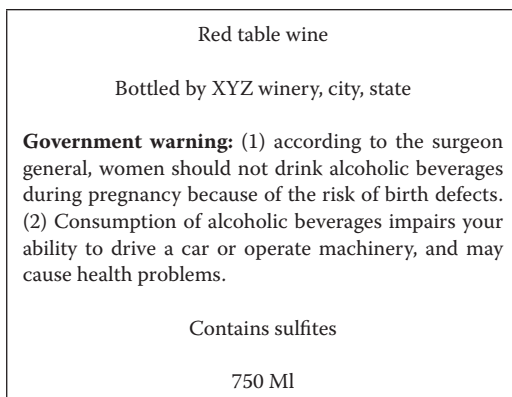 Red table wine
Bottled by XYZ winery, city, state
Government warning: (1) according to the surgeon
general, women should not drink alcoholic beverages
during pregnancy because of the risk of birth defects.
(2) Consumption of alcoholic beverages impairs your
ability to drive a car or operate machinery, and may
cause health problems.
Contains sulfites
750 Ml